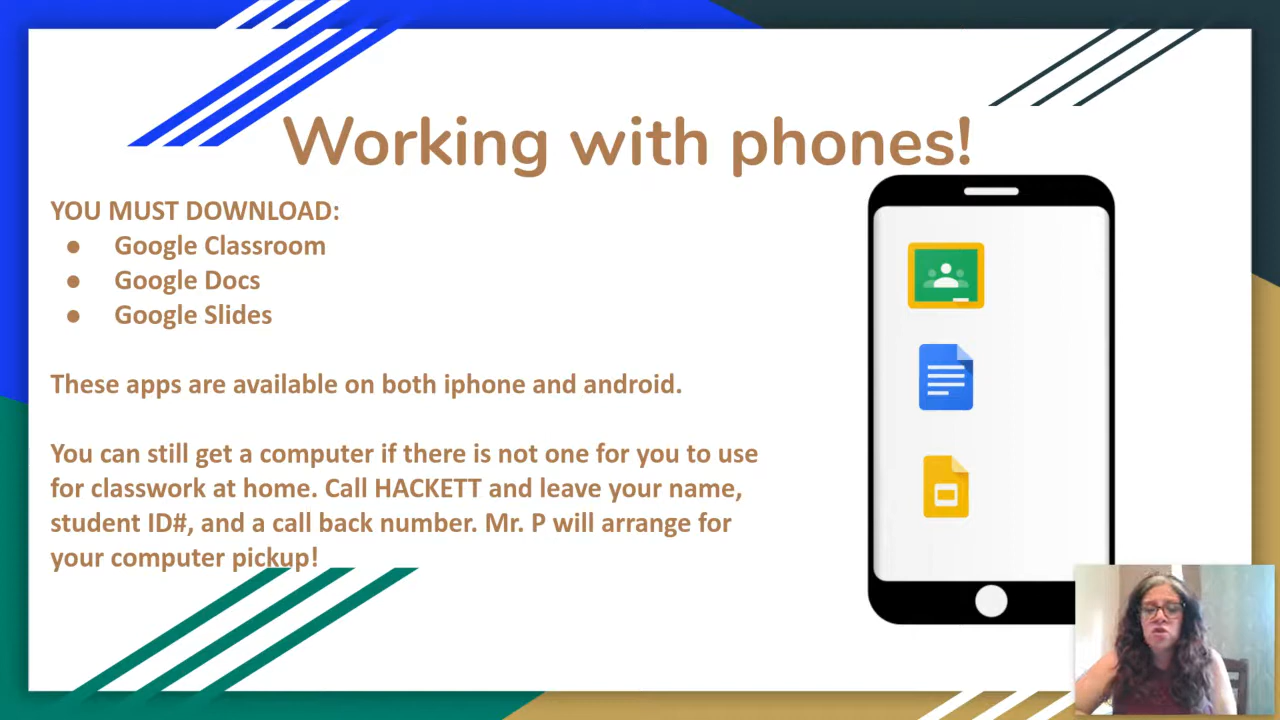 Working with phones!
YOU MUST DOWNLOAD:
● Google Classroom
● Google Docs
● Google Slides
These apps are available on both iphone and android.
You can still get a computer if there is not one for you to use
for classwork at home. Call HACKETT and leave your name,
student ID#, and a call back number. Mr. P will arrange for
your computer pickup!